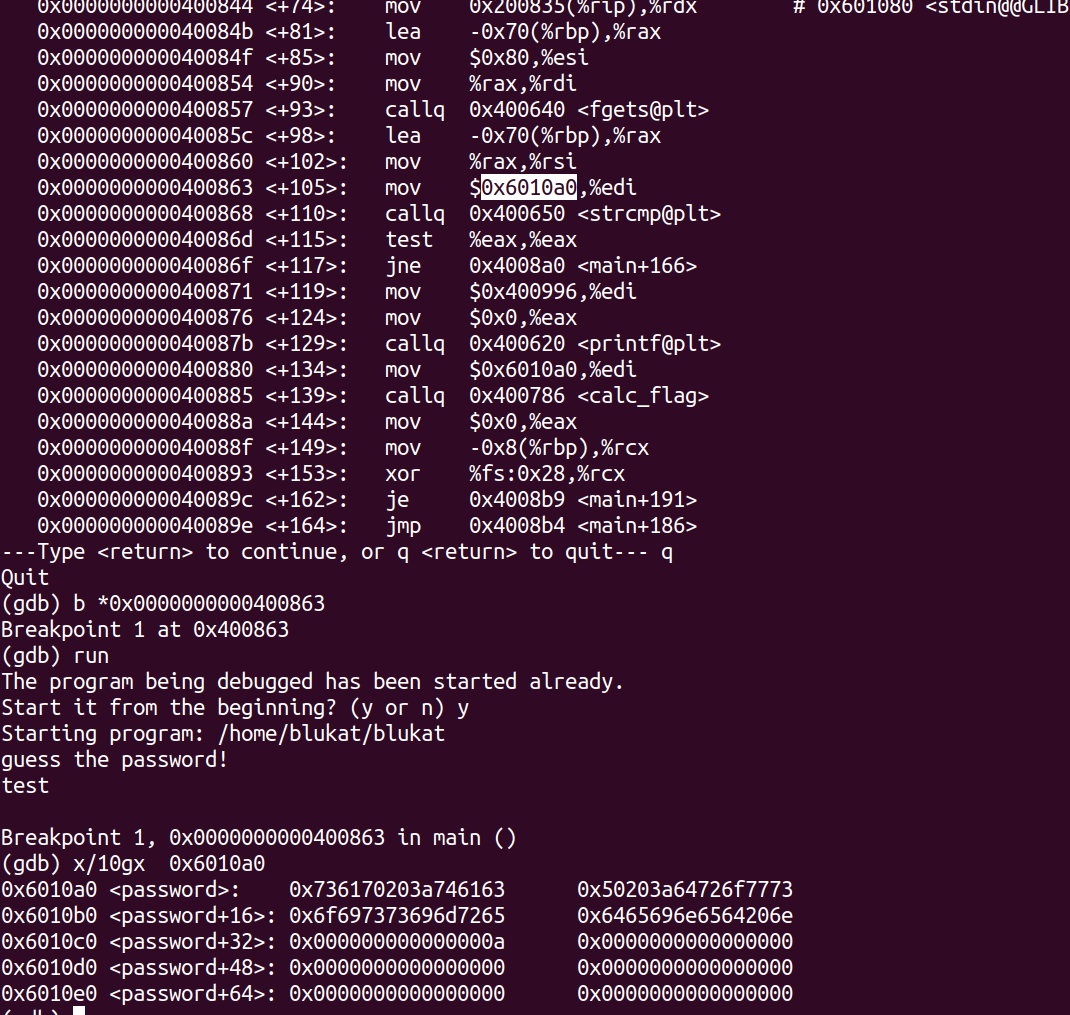 0x0000000000400844 <+74>: mov 0x200835(%rip),%rdx # 0x601080 <stdin@@GLIB
0x000000000040084b <+81>: lea -0x70(%rbp),%rax
0x000000000040084f <+85>: mov $0x80,%esi
0x0000000000400854 <+90>: mov %rax,%rdi
0x0000000000400857 <+93>: callq 0x400640 <fgets@plt>
0x000000000040085c <+98>: lea -0x70(%rbp),%rax
0x0000000000400860 <+102>: mov %rax,%rsi
0x0000000000400863 <+105>: mov $0x6010a0,%edi
0x0000000000400868 <+110>: callq 0x400650 <strcmp@plt>
0x000000000040086d <+115>: test %eax,%eax
0x000000000040086f <+117>: jne 0x4008a0 <main+166>
0x0000000000400871 <+119>: mov $0x400996,%edi
0x0000000000400876 <+124>: mov $0x0,%eax
0x000000000040087b <+129>: callq 0x400620 <printf@plt>
0x0000000000400880 <+134>: mov $0x6010a0,%edi
0x0000000000400885 <+139>: callq 0x400786 <calc_flag>
0x000000000040088a <+144>: mov $0x0,%eax
0x000000000040088f <+149>: mov -0x8(%rbp),%rcx
0x0000000000400893 <+153>: xor %fs:0x28,%rcx
0x000000000040089c <+162>: je 0x4008b9 <main+191>
0x000000000040089e <+164>: jmp 0x4008b4 <main+186>
---Type <return> to continue, or q <return> to quit--- q
Quit
(gdb) b *0x0000000000400863
Breakpoint 1 at 0x400863
(gdb) run
The program being debugged has been started already.
Start it from the beginning? (y or n) y
Starting program: /home/blukat/blukat
guess the password!
test
Breakpoint 1, 0x0000000000400863 in main ()
(gdb) x/10gx 0x6010a0
0x6010a0 <password>: 0x736170203a746163 0x50203a64726f7773
0x6010b0 <password+16>: 0x6f697373696d7265 0x6465696e6564206e
0x6010c0 <password+32>: 0x000000000000000a 0x0000000000000000
0x6010d0 <password+48>: 0x0000000000000000 0x0000000000000000
0x6010e0 <password+64>: 0x0000000000000000 0x0000000000000000
(gdb)